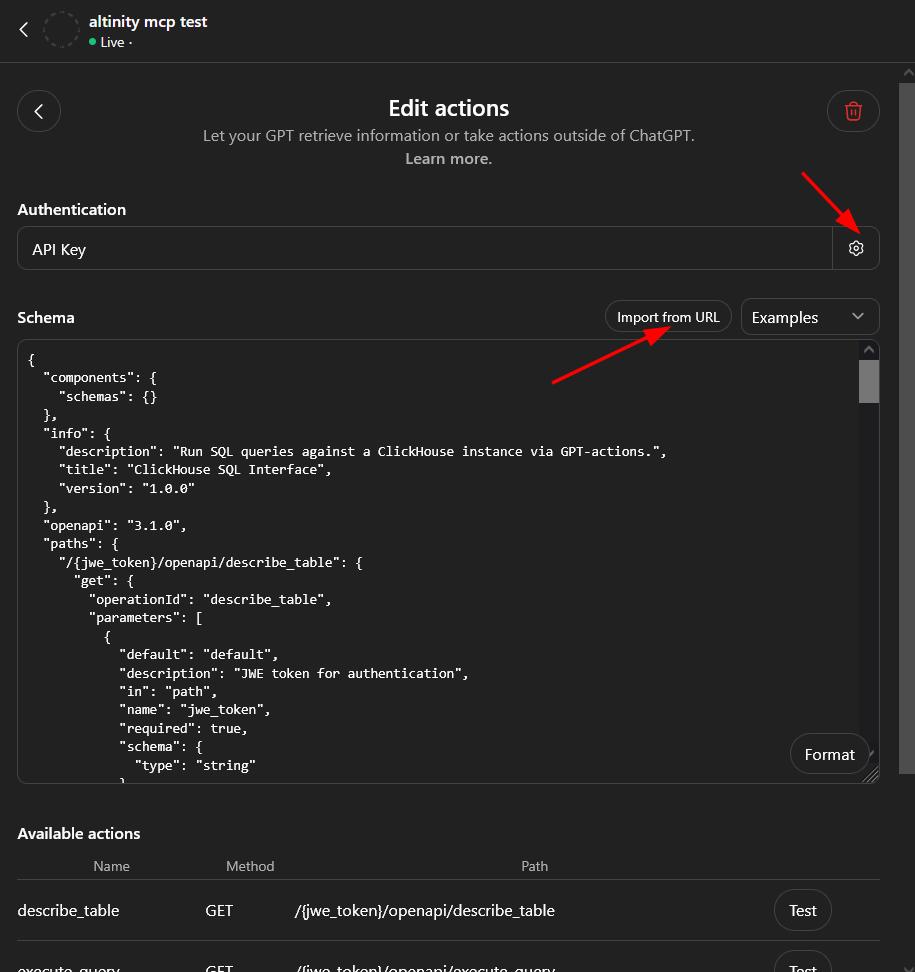 altinity mcp test
Live ·
Edit actions
Let your GPT retrieve information or take actions outside of ChatGPT.
Learn more.
Authentication
API Key
Schema
Import from URL
Examples
{
  "components": {
    "schemas": {}
  },
  "info": {
    "description": "Run SQL queries against a ClickHouse instance via GPT-actions.",
    "title": "ClickHouse SQL Interface",
    "version": "1.0.0"
  },
  "openapi": "3.1.0",
  "paths": {
    "/{jwe_token}/openapi/describe_table": {
      "get": {
        "operationId": "describe_table",
        "parameters": [
          {
            "default": "default",
            "description": "JWE token for authentication",
            "in": "path",
            "name": "jwe_token",
            "required": true,
            "schema": {
              "type": "string"
            }
Format
Available actions
Name Method Path
describe_table GET /{jwe_token}/openapi/describe_table Test
execute_query GET /{jwe_token}/openapi/execute_query Test